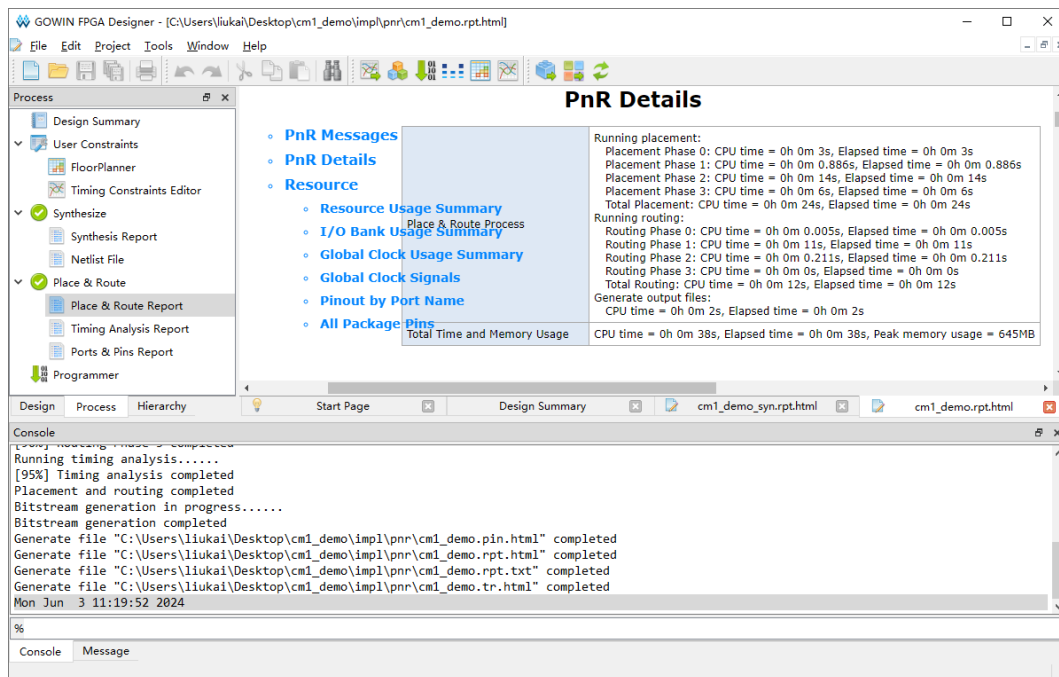 GOWIN FPGA Designer - [C:\Users\liukai\Desktop\cm1_demo\impl\pnr\cm1_demo.rpt.html]
File Edit Project Tools Window Help
Process
Design Summary
User Constraints
FloorPlanner
Timing Constraints Editor
Synthesize
Synthesis Report
Netlist File
Place & Route
Place & Route Report
Timing Analysis Report
Ports & Pins Report
Programmer
Design Process Hierarchy
PnR Details
PnR Messages
PnR Details
Resource
Resource Usage Summary
I/O Bank Usage Summary
Global Clock Usage Summary
Global Clock Signals
Pinout by Port Name
All Package Pins
Place & Route Process
Running placement:
Placement Phase 0: CPU time = 0h 0m 3s, Elapsed time = 0h 0m 3s
Placement Phase 1: CPU time = 0h 0m 0.886s, Elapsed time = 0h 0m 0.886s
Placement Phase 2: CPU time = 0h 0m 14s, Elapsed time = 0h 0m 14s
Placement Phase 3: CPU time = 0h 0m 6s, Elapsed time = 0h 0m 6s
Total Placement: CPU time = 0h 0m 24s, Elapsed time = 0h 0m 24s
Running routing:
Routing Phase 0: CPU time = 0h 0m 0.005s, Elapsed time = 0h 0m 0.005s
Routing Phase 1: CPU time = 0h 0m 11s, Elapsed time = 0h 0m 11s
Routing Phase 2: CPU time = 0h 0m 0.211s, Elapsed time = 0h 0m 0.211s
Routing Phase 3: CPU time = 0h 0m 0s, Elapsed time = 0h 0m 0s
Total Routing: CPU time = 0h 0m 12s, Elapsed time = 0h 0m 12s
Generate output files:
CPU time = 0h 0m 2s, Elapsed time = 0h 0m 2s
Total Time and Memory Usage
CPU time = 0h 0m 38s, Elapsed time = 0h 0m 38s, Peak memory usage = 645MB
Start Page Design Summary cm1_demo_syn.rpt.html cm1_demo.rpt.html
Console
[90%] Routing Phase 3 completed
Running timing analysis......
[95%] Timing analysis completed
Placement and routing completed
Bitstream generation in progress......
Bitstream generation completed
Generate file "C:\Users\liukai\Desktop\cm1_demo\impl\pnr\cm1_demo.pin.html" completed
Generate file "C:\Users\liukai\Desktop\cm1_demo\impl\pnr\cm1_demo.rpt.html" completed
Generate file "C:\Users\liukai\Desktop\cm1_demo\impl\pnr\cm1_demo.rpt.txt" completed
Generate file "C:\Users\liukai\Desktop\cm1_demo\impl\pnr\cm1_demo.tr.html" completed
Mon Jun  3 11:19:52 2024
%
Console Message